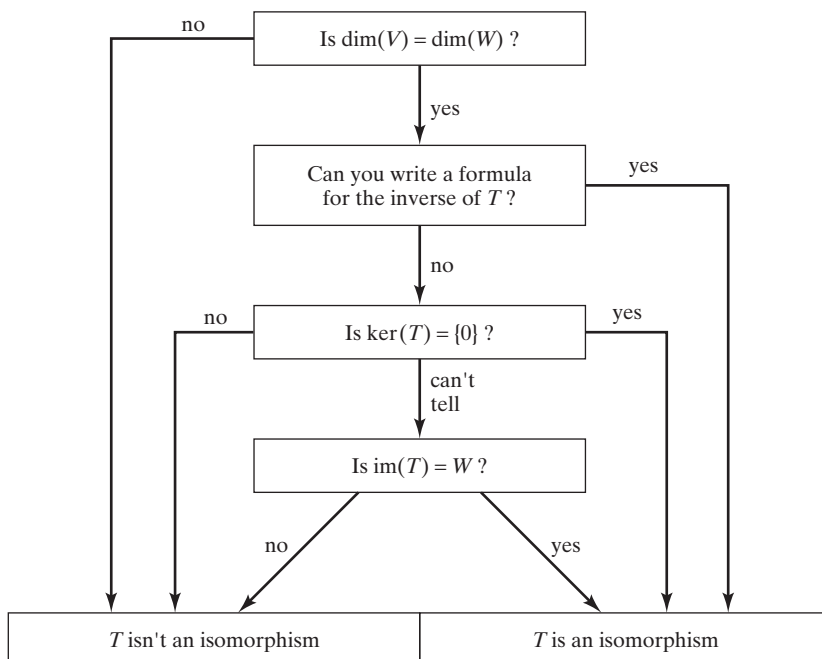 no
Is dim(V) = dim(W) ?
yes
Can you write a formula
for the inverse of T ?
yes
no
no
Is ker(T) = {0} ?
yes
can't
tell
Is im(T) = W ?
no
yes
T isn't an isomorphism
T is an isomorphism